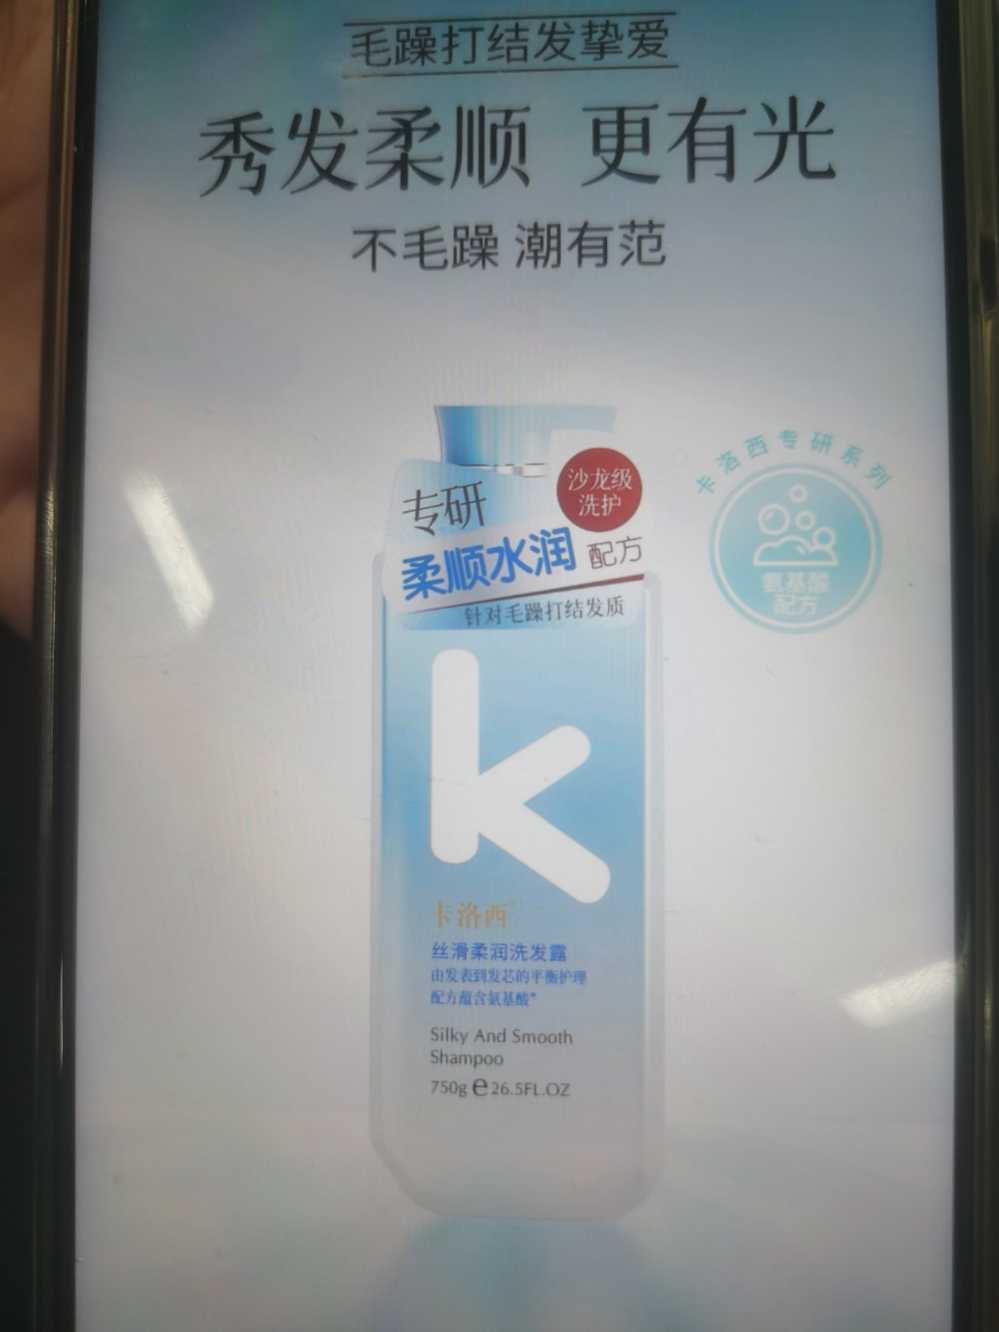 毛躁打结发挚爱
秀发柔顺 更有光
不毛躁 潮有范
卡洛西专研系列
氨基酸
配方
沙龙级
洗护
专研
柔顺水润 配方
针对毛躁打结发质
k
卡洛西®
丝滑柔润洗发露
由发表到发芯的平衡护理
配方蕴含氨基酸*
Silky And Smooth
Shampoo
750g e 26.5FL.OZ